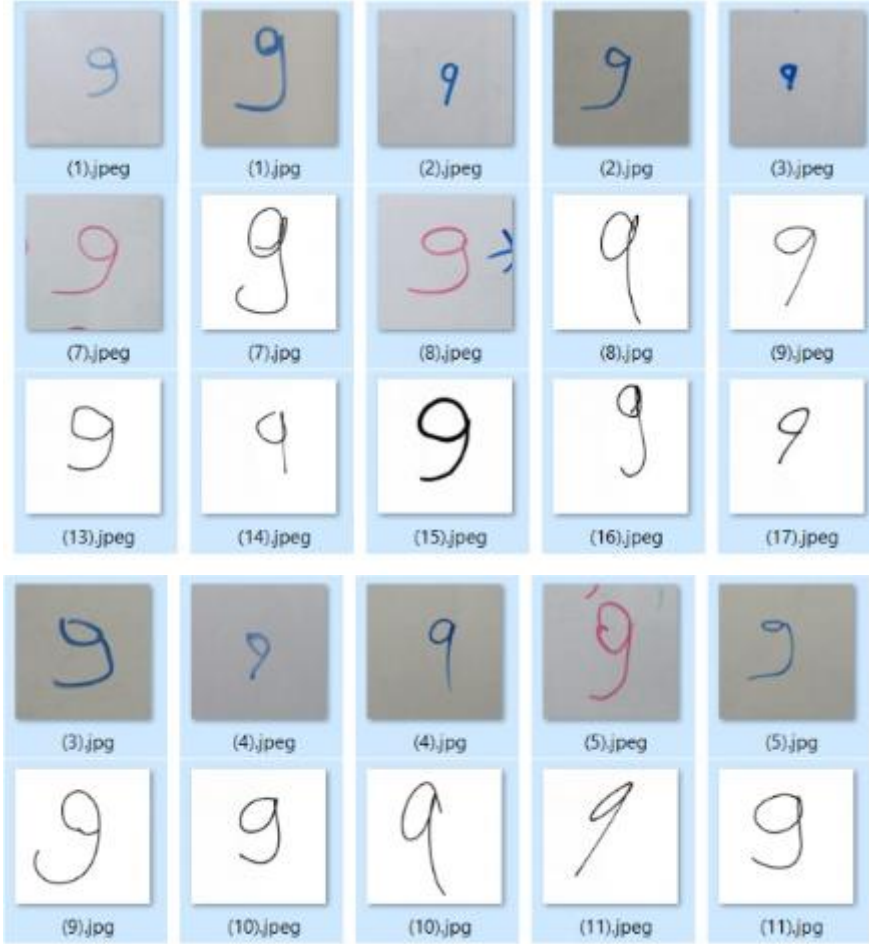 9 9 9 9 9
(1).jpeg (1).jpg (2).jpeg (2).jpg (3).jpeg
9 9 9 9 9
(7).jpeg (7).jpg (8).jpeg (8).jpg (9).jpeg
9 9 9 9 9
(13).jpeg (14).jpeg (15).jpeg (16).jpeg (17).jpeg
9 9 9 9 9
(3).jpg (4).jpeg (4).jpg (5).jpeg (5).jpg
9 9 9 9 9
(9).jpg (10).jpeg (10).jpg (11).jpeg (11).jpg